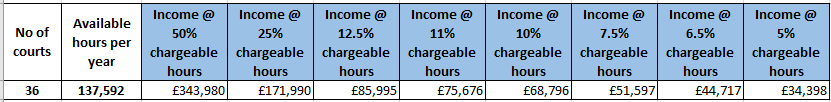 No of courts Available hours per year Income @ 50% chargeable hours Income @ 25% chargeable hours Income @ 12.5% chargeable hours Income @ 11% chargeable hours Income @ 10% chargeable hours Income @ 7.5% chargeable hours Income @ 6.5% chargeable hours Income @ 5% chargeable hours
36 137,592 £343,980 £171,990 £85,995 £75,676 £68,796 £51,597 £44,717 £34,398